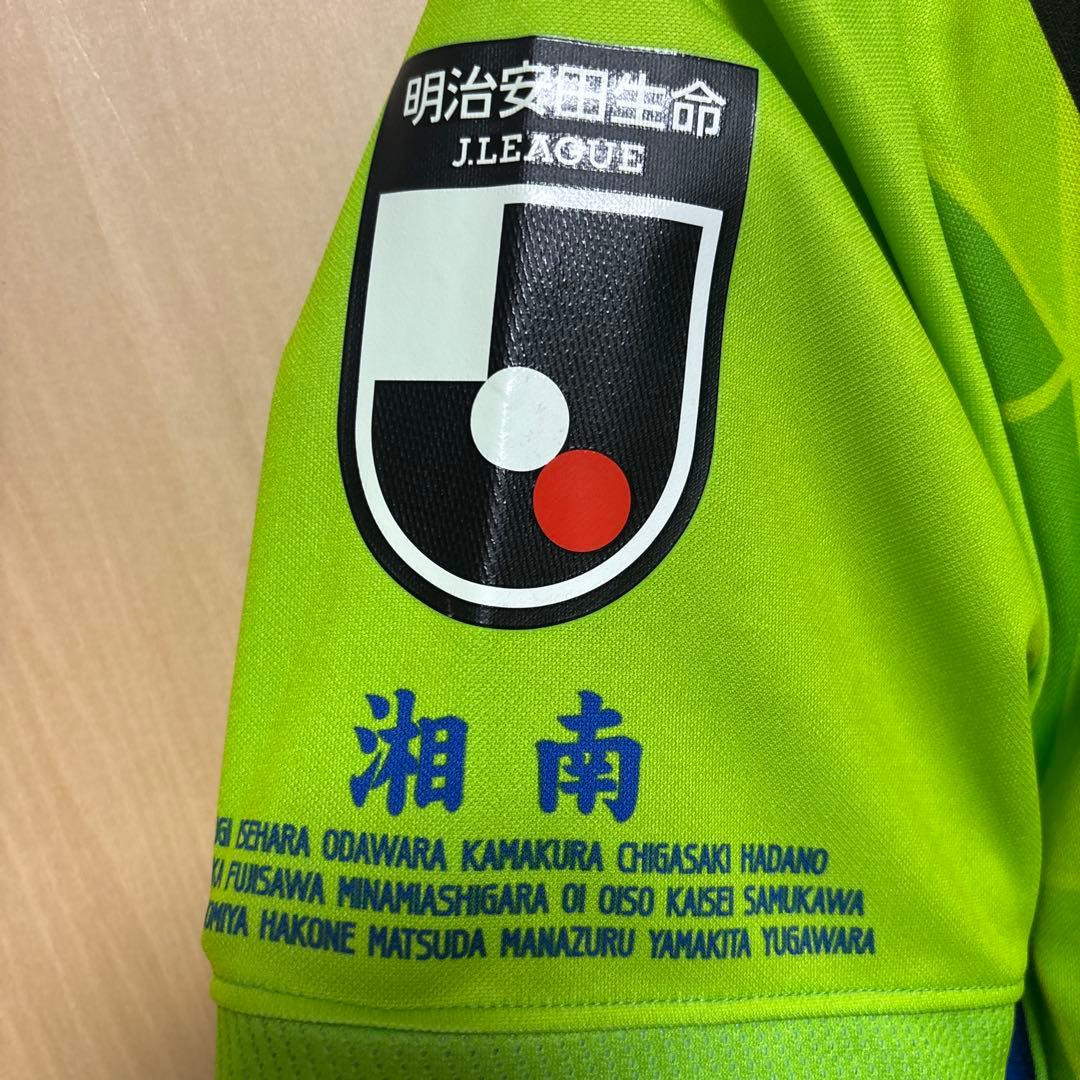 明治安田生命
J.LEAGUE
湘南
ISEHARA ODAWARA KAMAKURA CHIGASAKI HADANO
FUJISAWA MINAMIASHIGARA OI OISO KAISEI SAMUKAWA
HAKONE MATSUDA MANAZURU YAMAKITA YUGAWARA